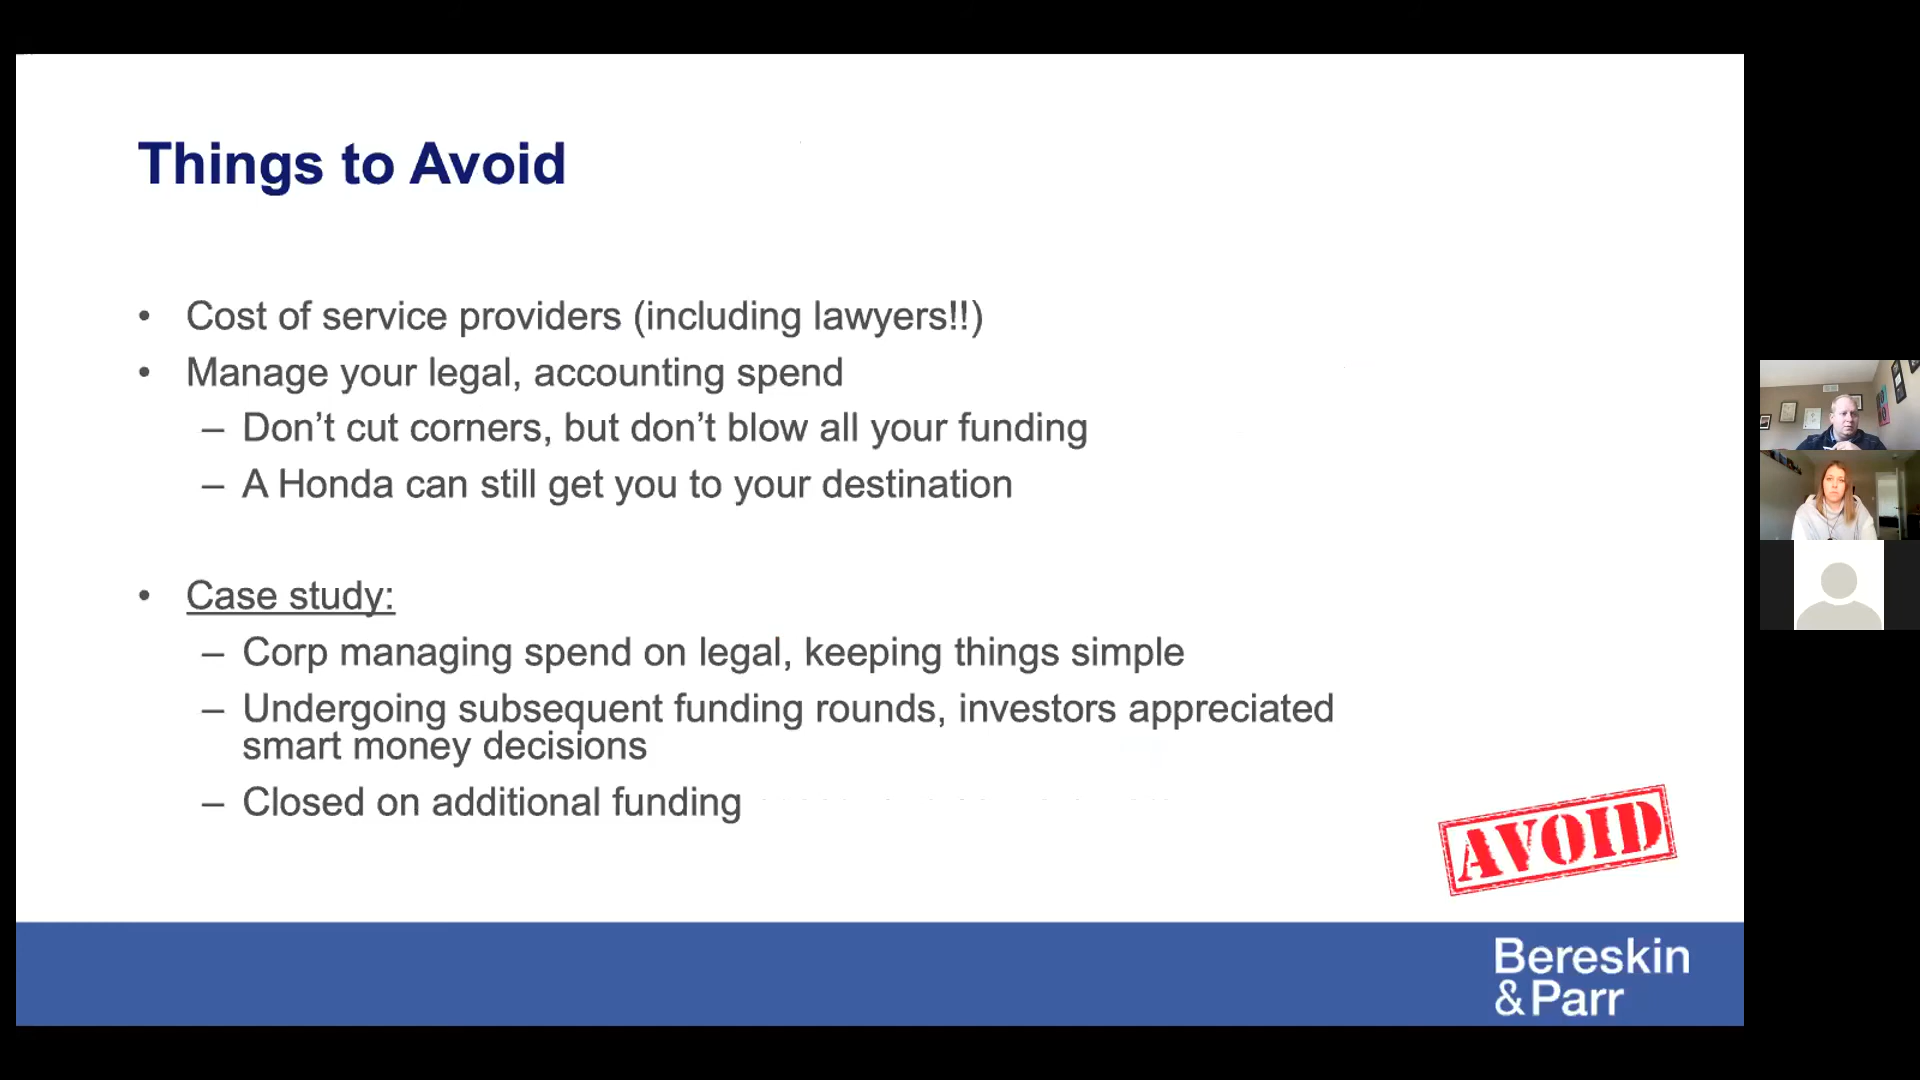 Things to Avoid
• Cost of service providers (including lawyers!!)
• Manage your legal, accounting spend
– Don’t cut corners, but don’t blow all your funding
– A Honda can still get you to your destination
• Case study:
– Corp managing spend on legal, keeping things simple
– Undergoing subsequent funding rounds, investors appreciated
smart money decisions
– Closed on additional funding
AVOID
Bereskin
& Parr